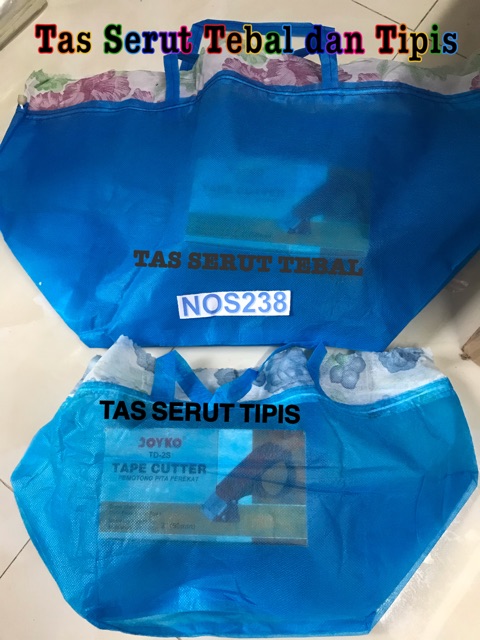 Tas Serut Tebal dan Tipis
TAS SERUT TEBAL
NOS238
TAS SERUT TIPIS
JOYKO
TD-2S
TAPE CUTTER
PEMOTONG PITA PEREKAT